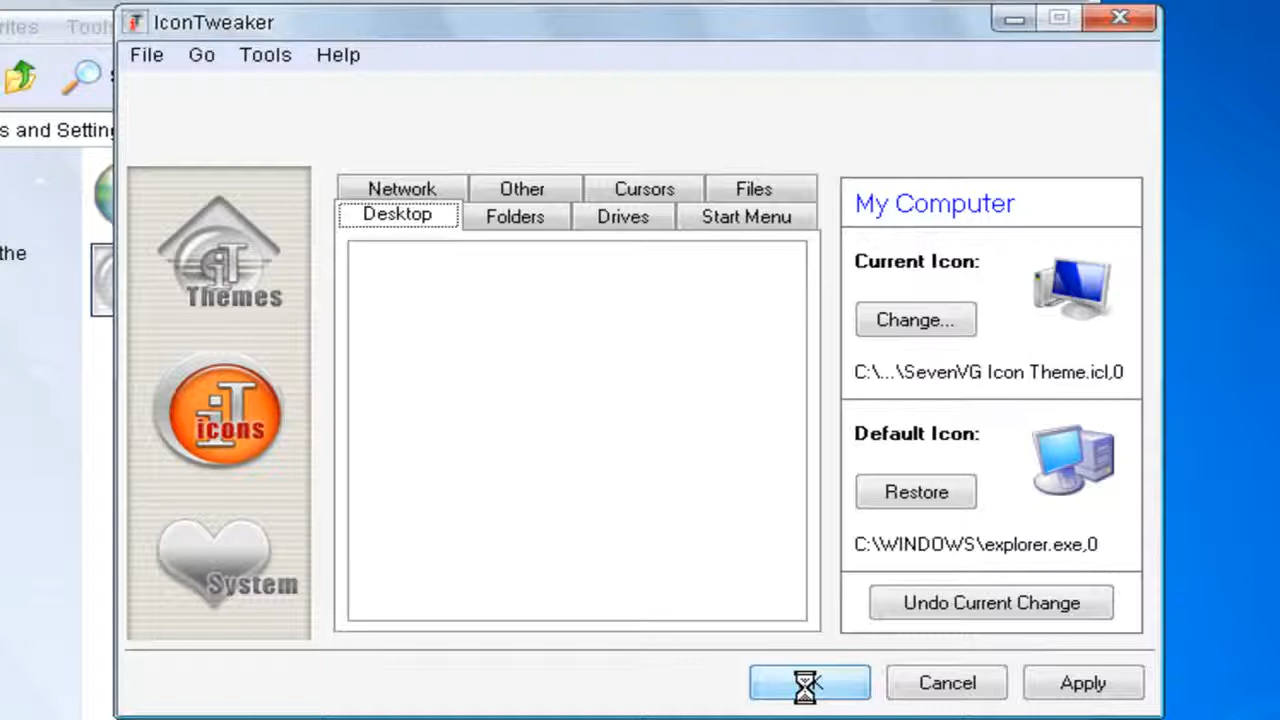 rites Tools
IconTweaker
File Go Tools Help
s and Setting
the
Themes
icons
System
Network Other Cursors Files
Desktop Folders Drives Start Menu
My Computer
Current Icon:
Change...
C:\...\SevenVG Icon Theme.icl,0
Default Icon:
Restore
C:\WINDOWS\explorer.exe,0
Undo Current Change
Cancel Apply